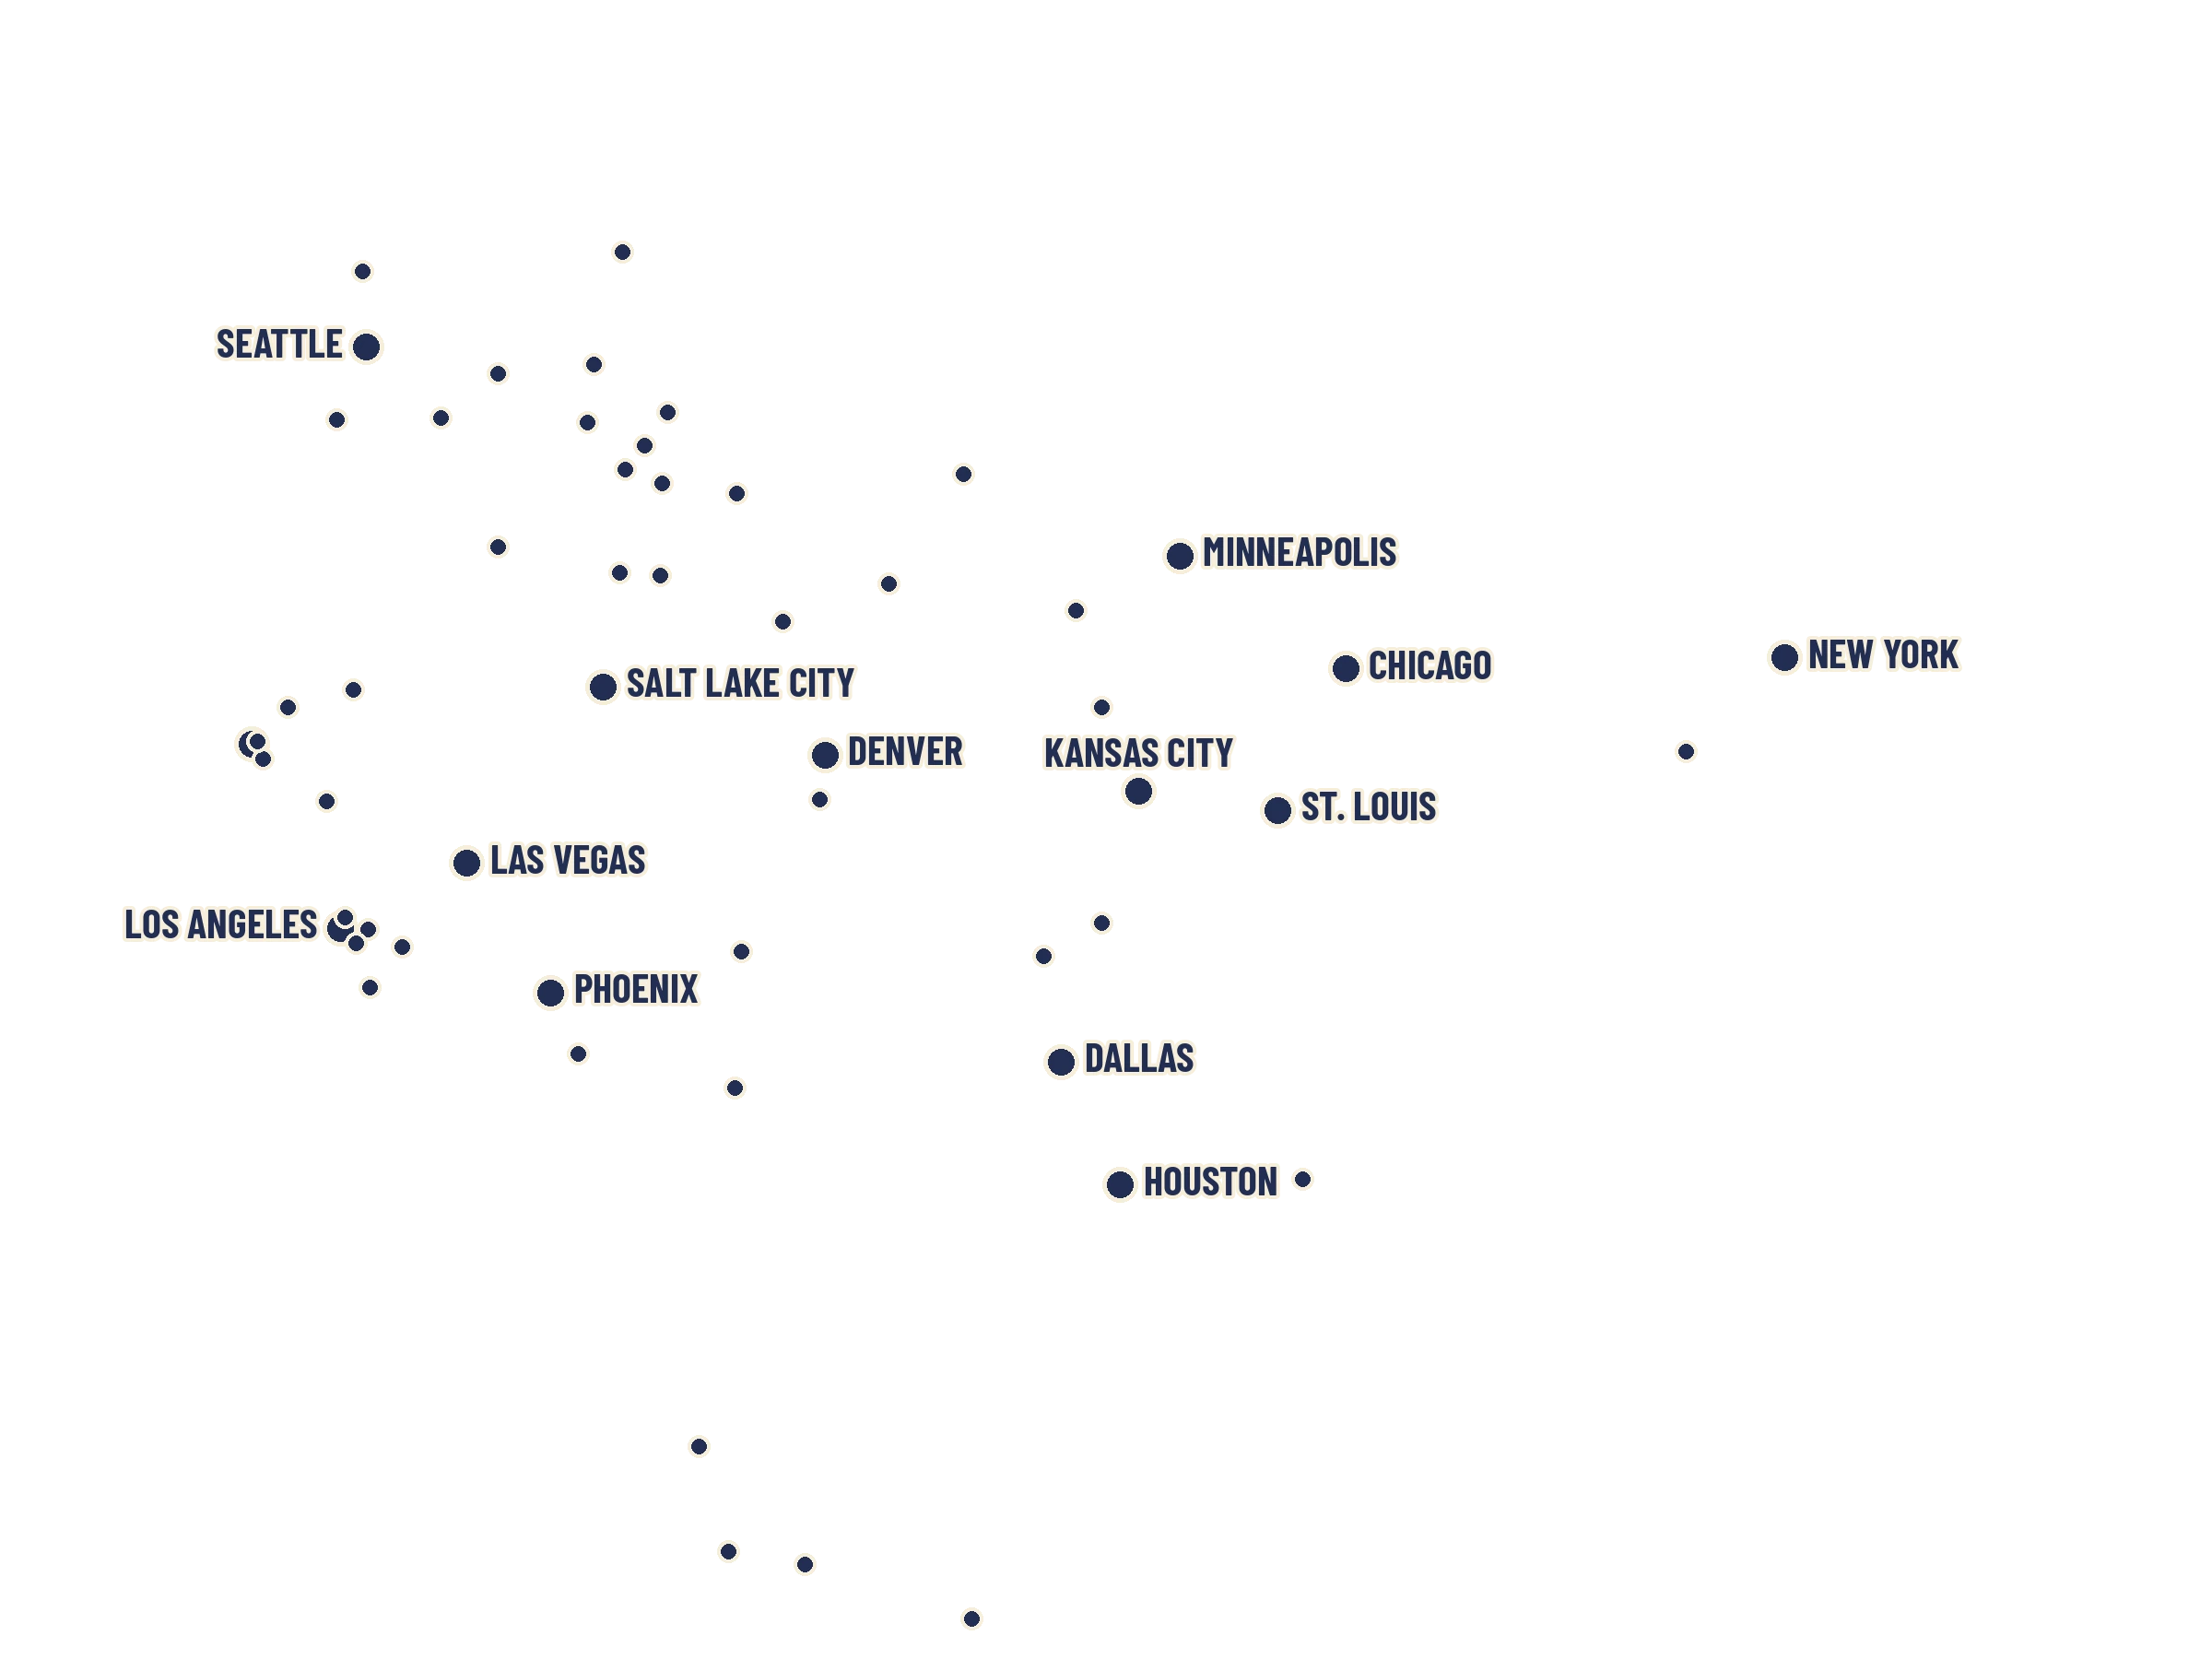 SEATTLE
MINNEAPOLIS
NEW YORK
CHICAGO
SALT LAKE CITY
DENVER
KANSAS CITY
ST. LOUIS
LAS VEGAS
LOS ANGELES
PHOENIX
DALLAS
HOUSTON